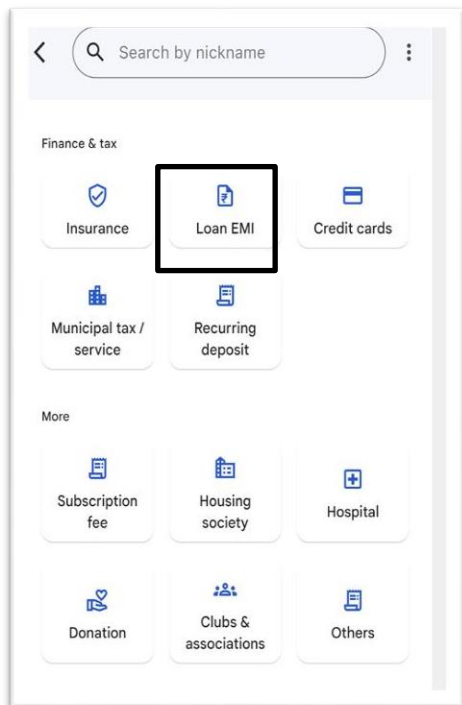 Search by nickname
Finance & tax
Insurance
Loan EMI
Credit cards
Municipal tax /
service
Recurring
deposit
More
Subscription
fee
Housing
society
Hospital
Donation
Clubs &
associations
Others